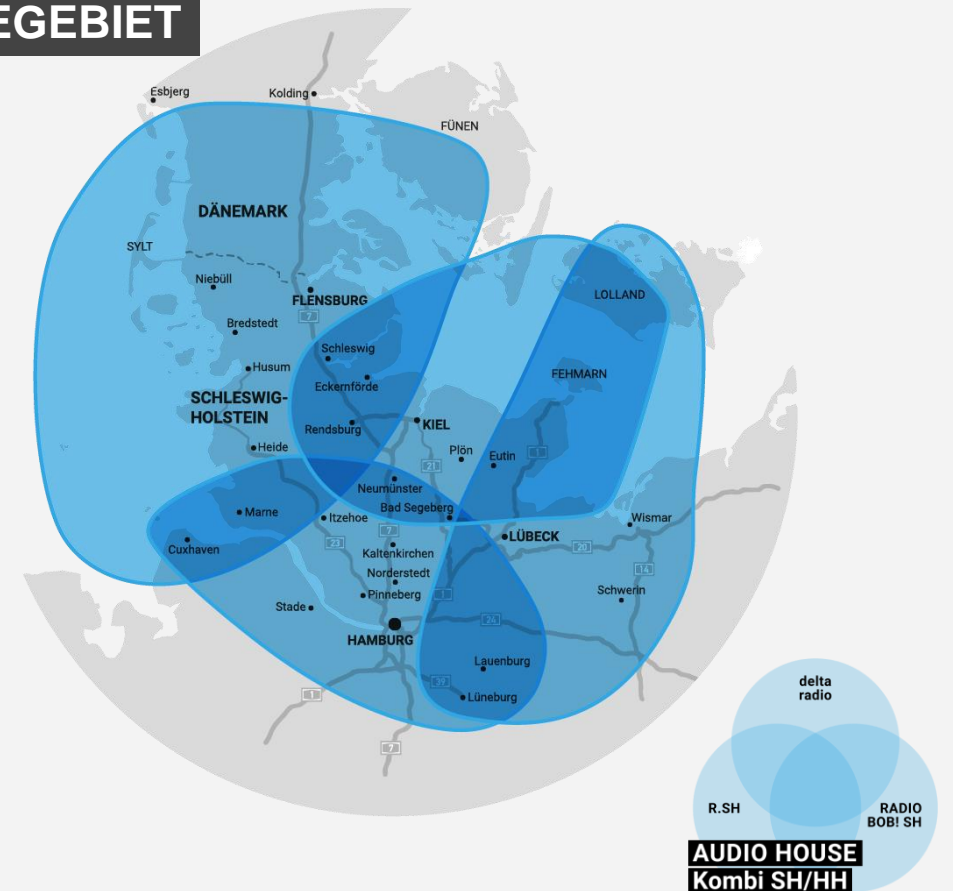 EGEBIET
Esbjerg
Kolding
FÜNEN
DÄNEMARK
SYLT
Niebüll
FLENSBURG
LOLLAND
7
Bredstedt
Schleswig
Husum
FEHMARN
Eckernförde
SCHLESWIG-
HOLSTEIN
KIEL
Rendsburg
Heide
Plön
Eutin
1
21
Neumünster
Bad Segeberg
Marne
Itzehoe
Wismar
7
LÜBECK
23
Cuxhaven
Kaltenkirchen
20
Norderstedt
14
Pinneberg
1
Schwerin
Stade
24
HAMBURG
Lauenburg
39
1
Lüneburg
7
delta
radio
R.SH
RADIO
BOB! SH
AUDIO HOUSE
Kombi SH/HH